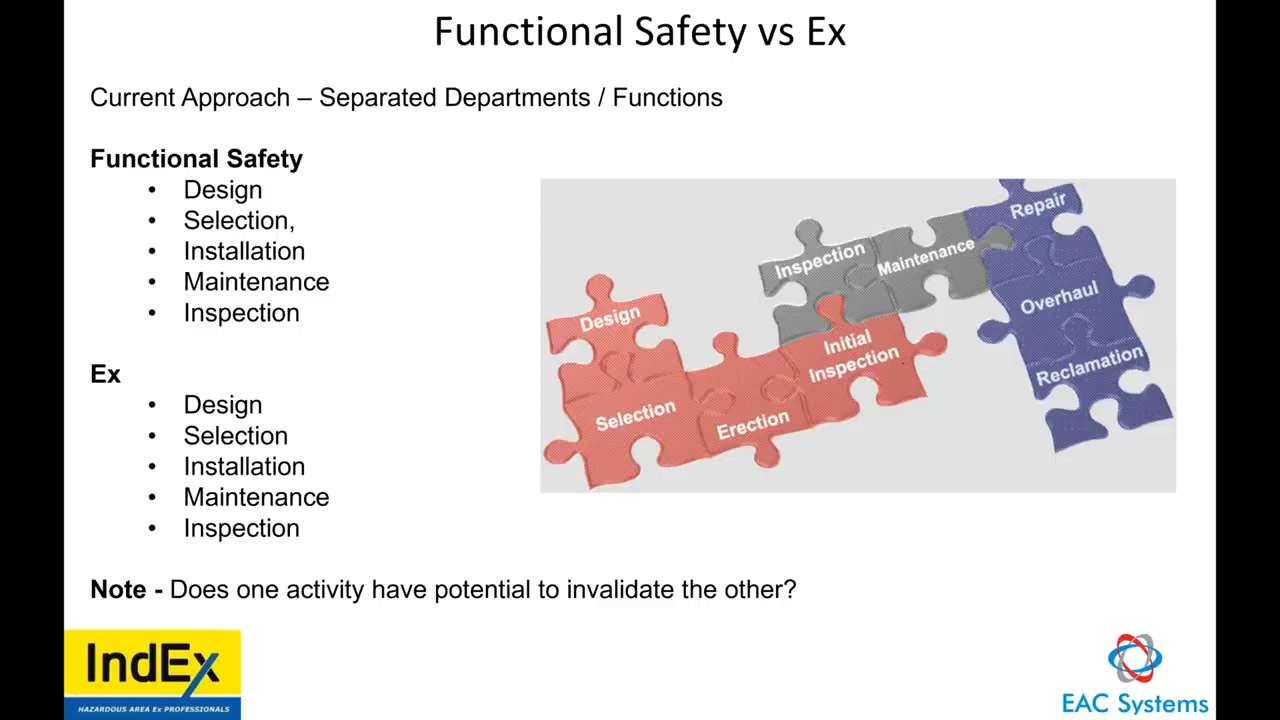 Functional Safety vs Ex
Current Approach – Separated Departments / Functions
Functional Safety
• Design
• Selection,
• Installation
• Maintenance
• Inspection
Ex
• Design
• Selection
• Installation
• Maintenance
• Inspection
Design
Selection
Erection
Initial
Inspection
Inspection
Maintenance
Repair
Overhaul
Reclamation
Note - Does one activity have potential to invalidate the other?
IndEx
HAZARDOUS AREA Ex PROFESSIONALS
EAC Systems